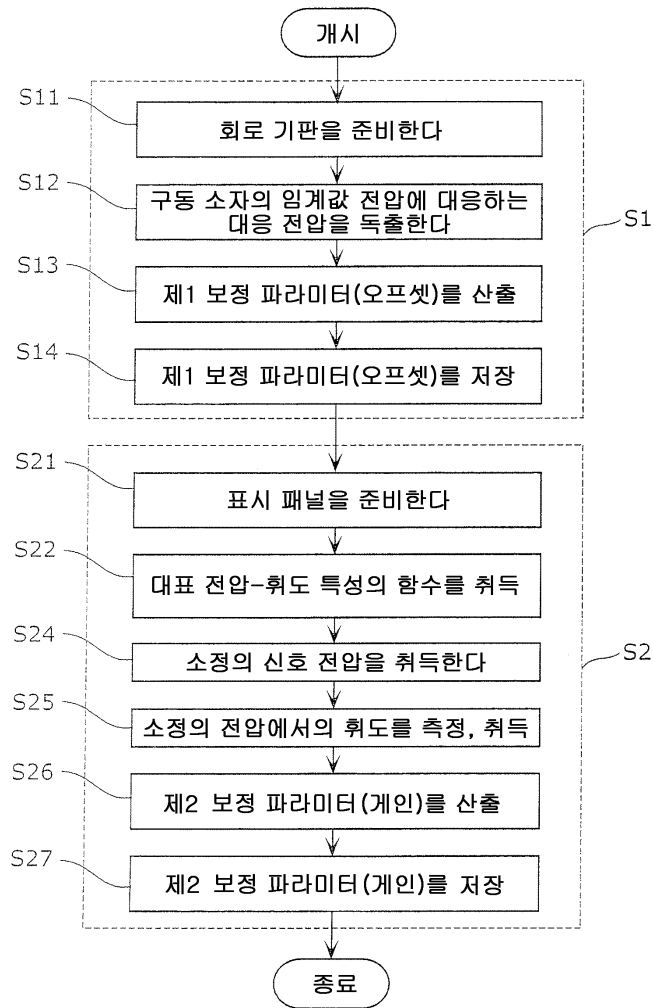 개시
S11
회로 기판을 준비한다
S12
구동 소자의 임계값 전압에 대응하는
대응 전압을 독출한다
S1
S13
제1 보정 파라미터(오프셋)를 산출
S14
제1 보정 파라미터(오프셋)를 저장
S21
표시 패널을 준비한다
S22
대표 전압-휘도 특성의 함수를 취득
S24
소정의 신호 전압을 취득한다
S2
S25
소정의 전압에서의 휘도를 측정, 취득
S26
제2 보정 파라미터(게인)를 산출
S27
제2 보정 파라미터(게인)를 저장
종료